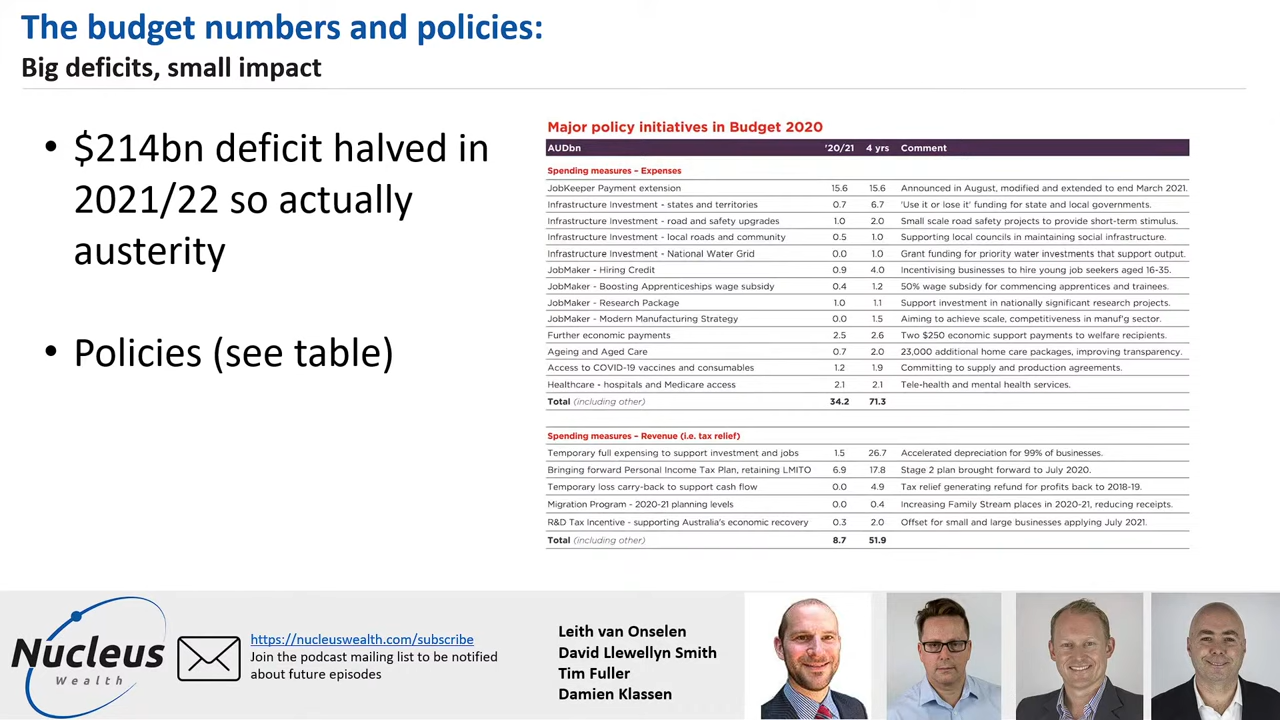 The budget numbers and policies:
Big deficits, small impact
• $214bn deficit halved in
2021/22 so actually
austerity
• Policies (see table)
Major policy initiatives in Budget 2020
AUDbn '20/21 4 yrs Comment
Spending measures – Expenses
JobKeeper Payment extension 15.6 15.6 Announced in August, modified and extended to end March 2021.
Infrastructure Investment - states and territories 0.7 6.7 'Use it or lose it' funding for state and local governments.
Infrastructure Investment - road and safety upgrades 1.0 2.0 Small scale road safety projects to provide short-term stimulus.
Infrastructure Investment - local roads and community 0.5 1.0 Supporting local councils in maintaining social infrastructure.
Infrastructure Investment - National Water Grid 0.0 1.0 Grant funding for priority water investments that support output.
JobMaker - Hiring Credit 0.9 4.0 Incentivising businesses to hire young job seekers aged 16-35.
JobMaker - Boosting Apprenticeships wage subsidy 0.4 1.2 50% wage subsidy for commencing apprentices and trainees.
JobMaker - Research Package 1.0 1.1 Support investment in nationally significant research projects.
JobMaker - Modern Manufacturing Strategy 0.0 1.5 Aiming to achieve scale, competitiveness in manuf'g sector.
Further economic payments 2.5 2.6 Two $250 economic support payments to welfare recipients.
Ageing and Aged Care 0.7 2.0 23,000 additional home care packages, improving transparency.
Access to COVID-19 vaccines and consumables 1.2 1.9 Committing to supply and production agreements.
Healthcare - hospitals and Medicare access 2.1 2.1 Tele-health and mental health services.
Total (including other) 34.2 71.3
Spending measures – Revenue (i.e. tax relief)
Temporary full expensing to support investment and jobs 1.5 26.7 Accelerated depreciation for 99% of businesses.
Bringing forward Personal Income Tax Plan, retaining LMITO 6.9 17.8 Stage 2 plan brought forward to July 2020.
Temporary loss carry-back to support cash flow 0.0 4.9 Tax relief generating refund for profits back to 2018-19.
Migration Program - 2020-21 planning levels 0.0 0.4 Increasing Family Stream places in 2020-21, reducing receipts.
R&D Tax Incentive - supporting Australia's economic recovery 0.3 2.0 Offset for small and large businesses applying July 2021.
Total (including other) 8.7 51.9
Nucleus
Wealth
https://nucleuswealth.com/subscribe
Join the podcast mailing list to be notified
about future episodes
Leith van Onselen
David Llewellyn Smith
Tim Fuller
Damien Klassen